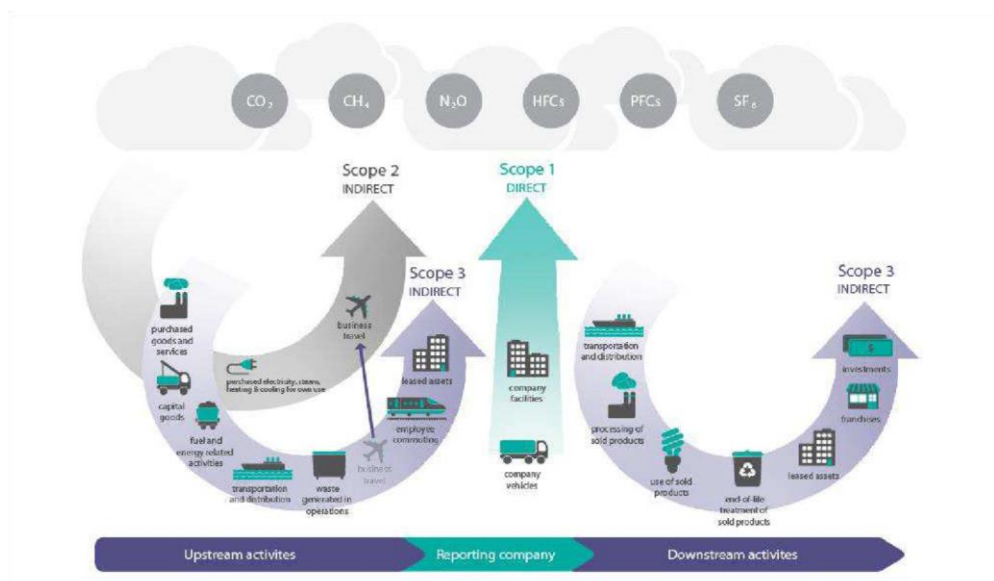 CO₂
CH₄
N₂O
HFCs
PFCs
SF₆
Scope 2
INDIRECT
Scope 1
DIRECT
Scope 3
INDIRECT
Scope 3
INDIRECT
purchased
goods and
services
capital
goods
fuel and
energy related
activities
transportation
and distribution
waste
generated in
operations
business
travel
purchased electricity, steam,
heating & cooling for own use
business
travel
employee
commuting
leased assets
company
facilities
company
vehicles
transportation
and distribution
processing of
sold products
use of sold
products
end-of-life
treatment of
sold products
leased assets
franchises
$
investments
Upstream activites
Reporting company
Downstream activites